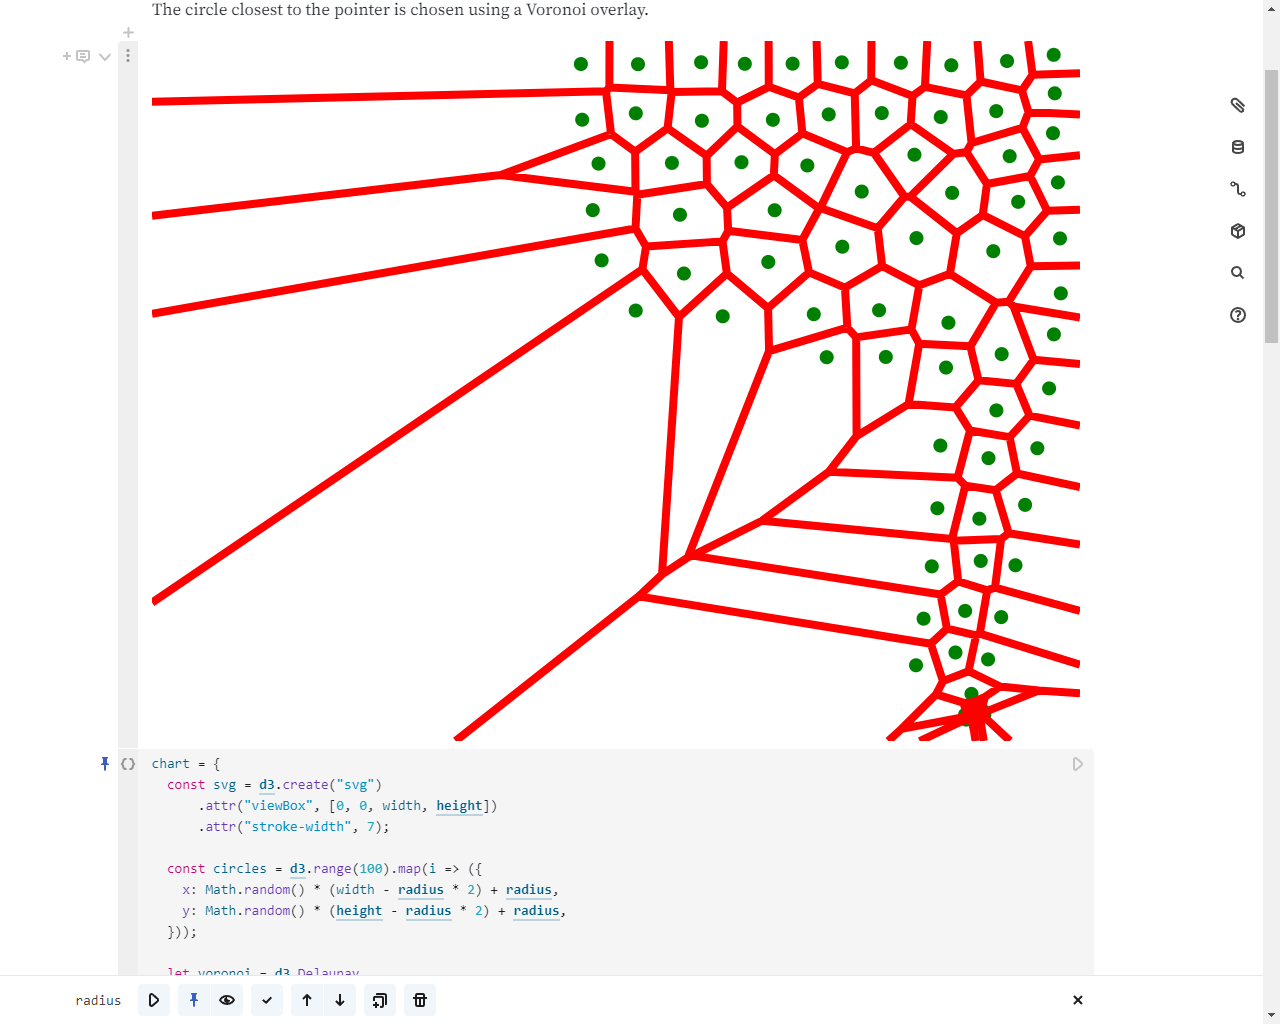 The circle closest to the pointer is chosen using a Voronoi overlay.
chart = {
const svg = d3.create("svg")
.attr("viewBox", [0, 0, width, height])
.attr("stroke-width", 7);
const circles = d3.range(100).map(i => ({
x: Math.random() * (width - radius * 2) + radius,
y: Math.random() * (height - radius * 2) + radius,
}));
let voronoi = d3.Delaunay
radius